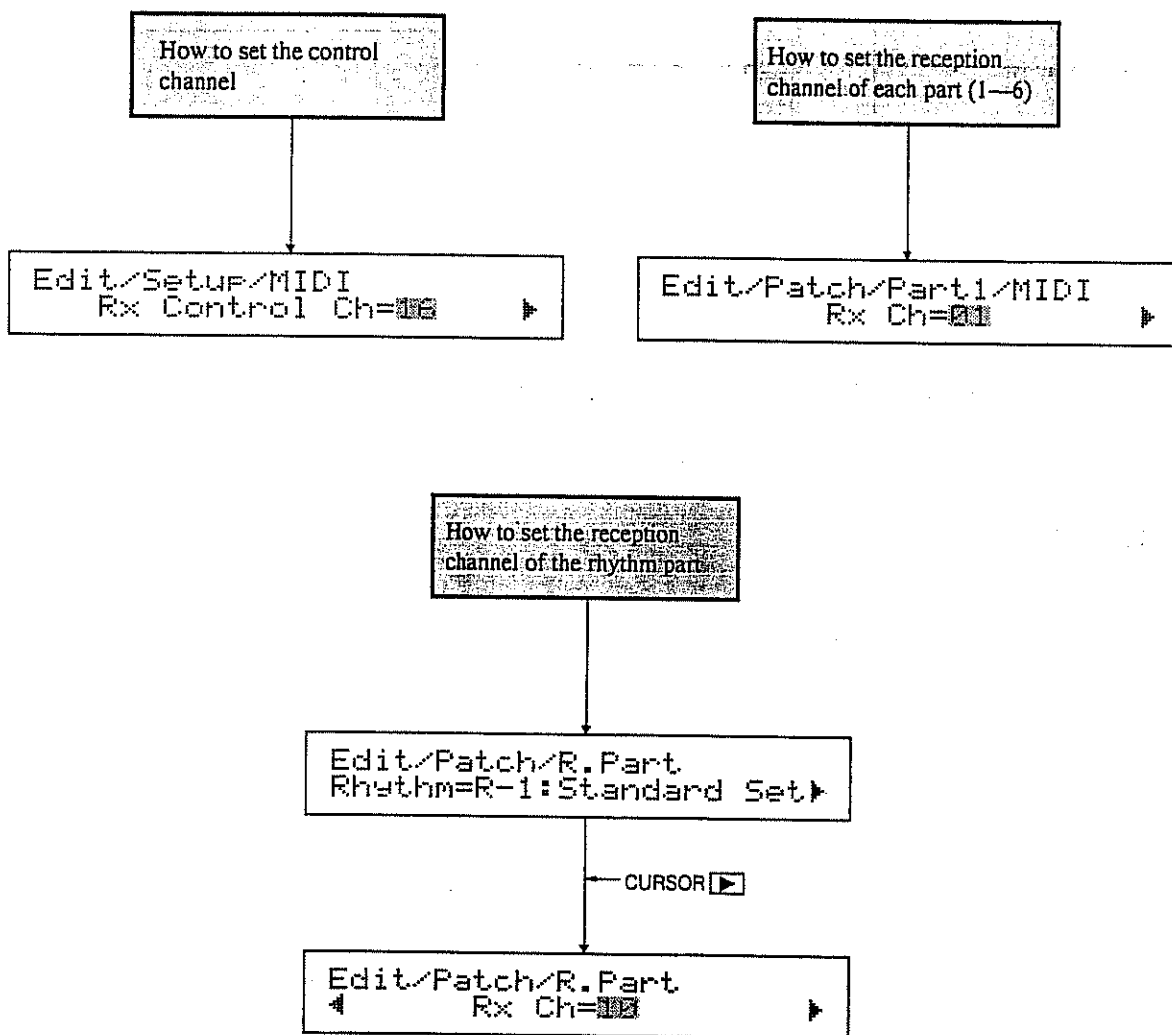 How to set the control
channel
How to set the reception
channel of each part (1—6)
Edit/Setup/MIDI
Rx Control Ch=16 ▶
Edit/Patch/Part1/MIDI
Rx Ch=01 ▶
How to set the reception
channel of the rhythm part
Edit/Patch/R.Part
Rhythm=R-1:Standard Set▶
CURSOR ▶
Edit/Patch/R.Part
◀ Rx Ch=10 ▶